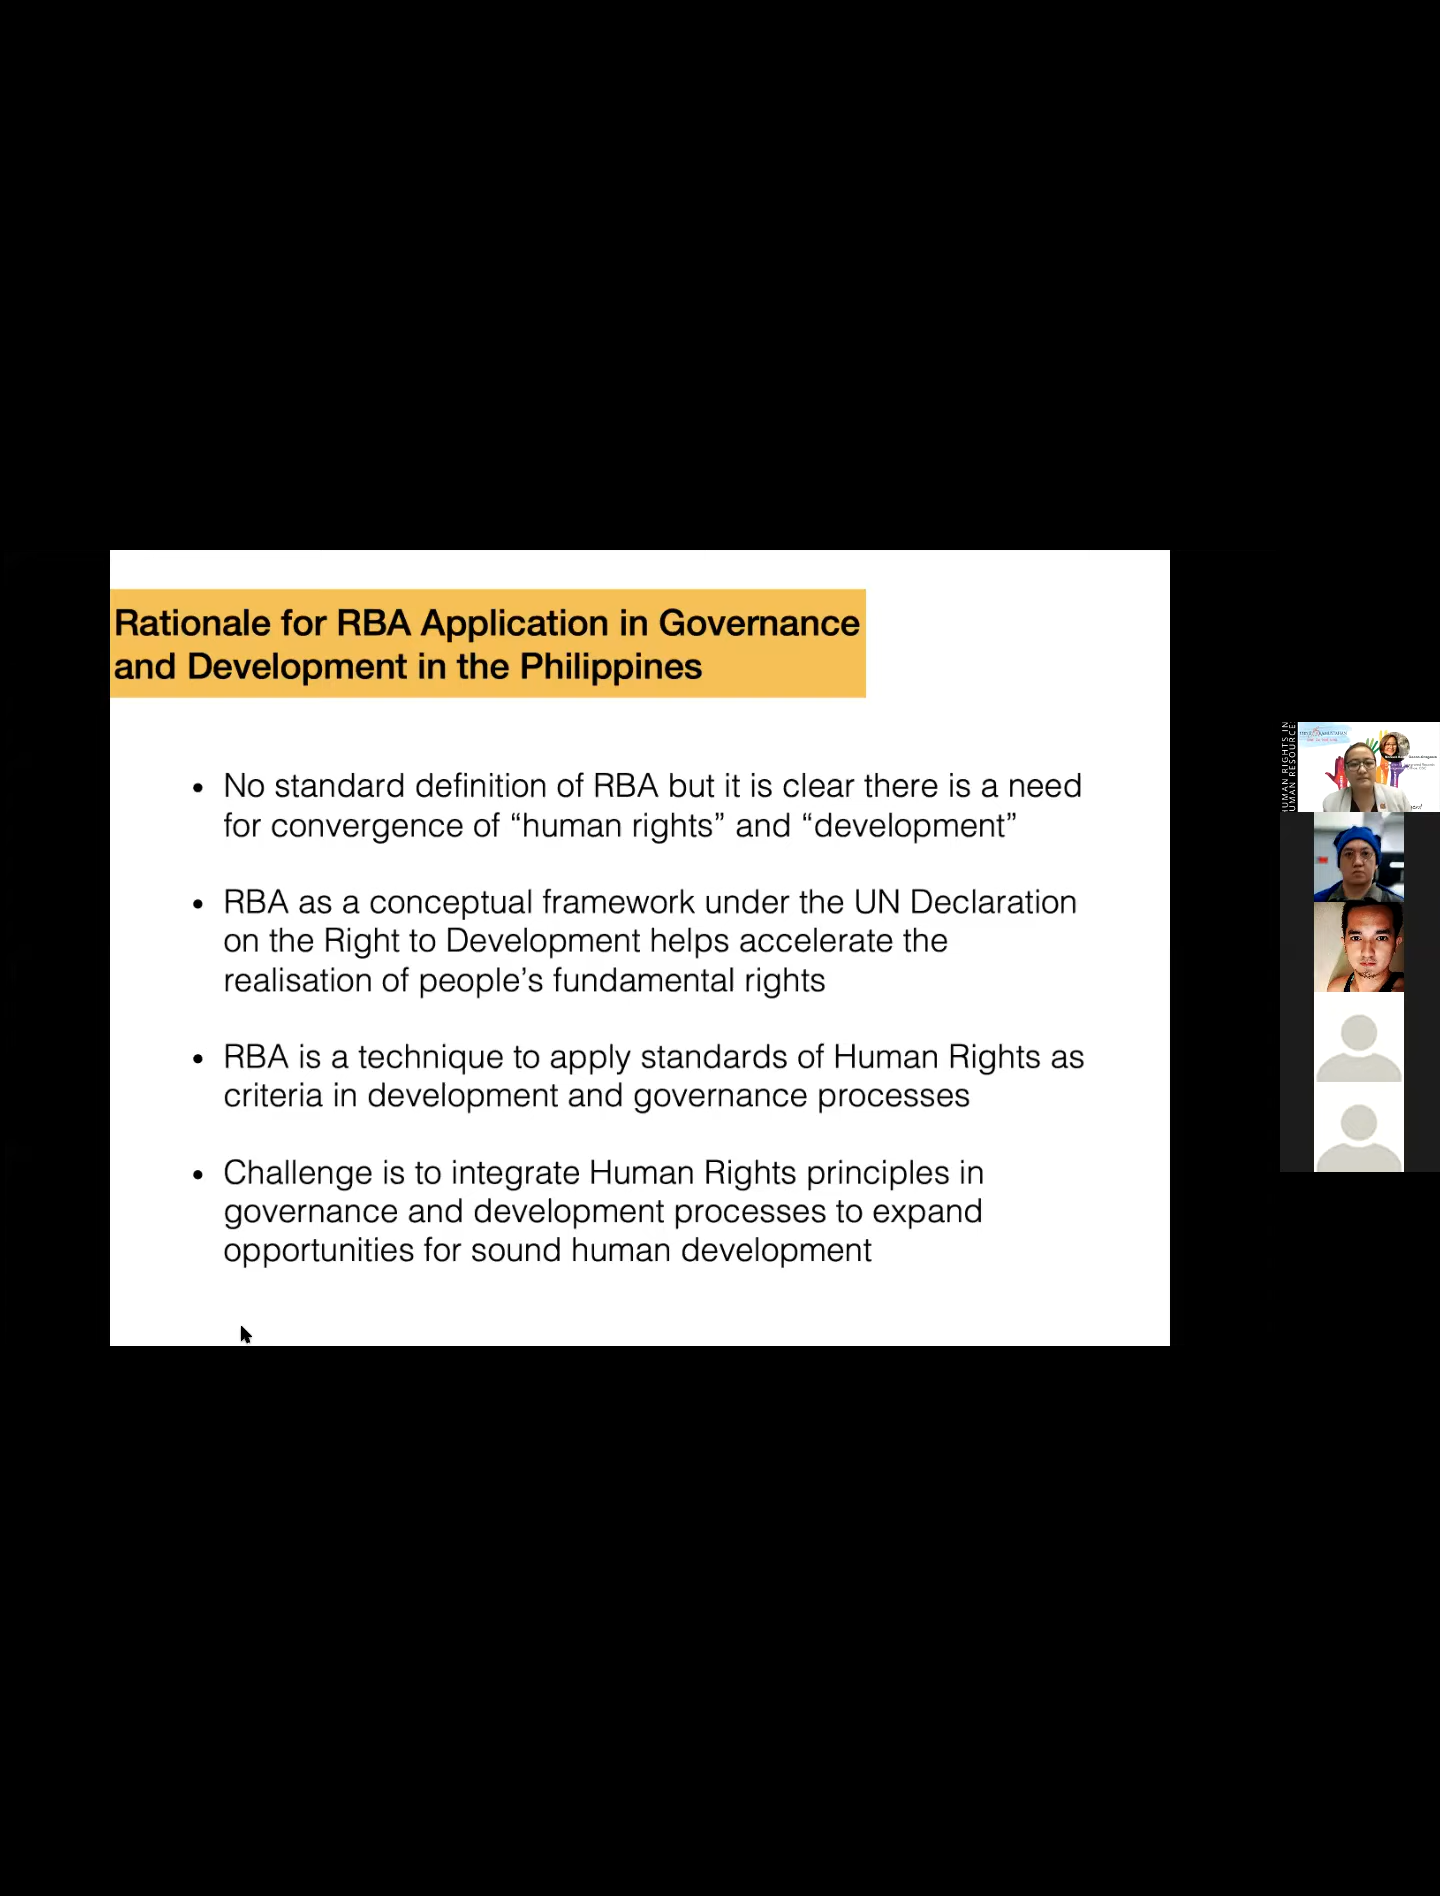 Rationale for RBA Application in Governance
and Development in the Philippines
• No standard definition of RBA but it is clear there is a need
for convergence of “human rights” and “development”
• RBA as a conceptual framework under the UN Declaration
on the Right to Development helps accelerate the
realisation of people’s fundamental rights
• RBA is a technique to apply standards of Human Rights as
criteria in development and governance processes
• Challenge is to integrate Human Rights principles in
governance and development processes to expand
opportunities for sound human development
HUMAN RIGHTS IN